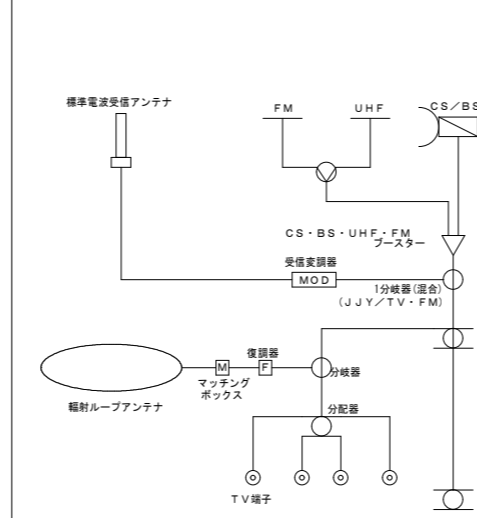 標準電波受信アンテナ
ＦＭ
ＵＨＦ
ＣＳ／ＢＳ
ＣＳ・ＢＳ・ＵＨＦ・ＦＭ
ブースター
受信変調器
ＭＯＤ
1分岐器(混合)
(ＪＪＹ／ＴＶ・ＦＭ)
復調器
Ｍ
Ｆ
分岐器
マッチング
ボックス
輻射ループアンテナ
分配器
ＴＶ端子